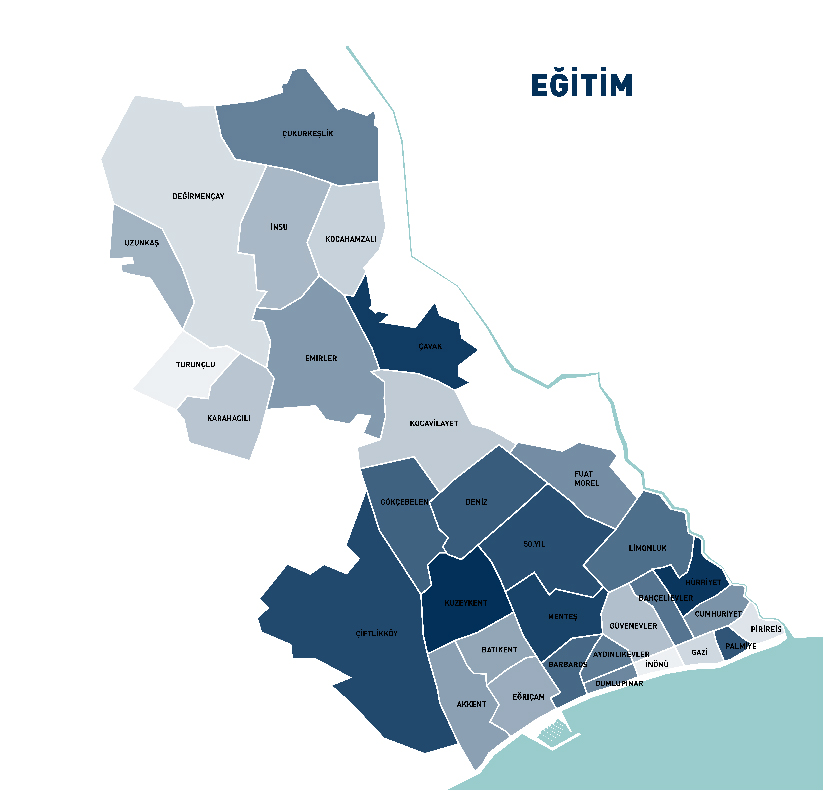 EĞİTİM
ÇUKURKEŞLİK
DEĞİRMENÇAY
İNSU
UZUNKAŞ
KOCAHAMZALI
ÇAVAK
EMİRLER
TURUNÇLU
KARAHACILI
KOCAVİLAYET
FUAT
MOREL
GÖKÇEBELEN
DENİZ
50.YIL
LİMONLUK
HÜRRİYET
BAHÇELİEVLER
KUZEYKENT
MENTEŞ
CUMHURİYET
GÜVENEVLER
PİRİREİS
ÇİFTLİKKÖY
PALMİYE
BATIKENT
GAZİ
AYDINLIKEVLER
BARBAROS
İNÖNÜ
DUMLUPINAR
EĞRİÇAM
AKKENT